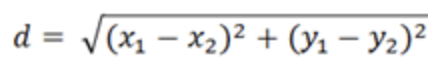 d = √(x₁ − x₂)² + (y₁ − y₂)²